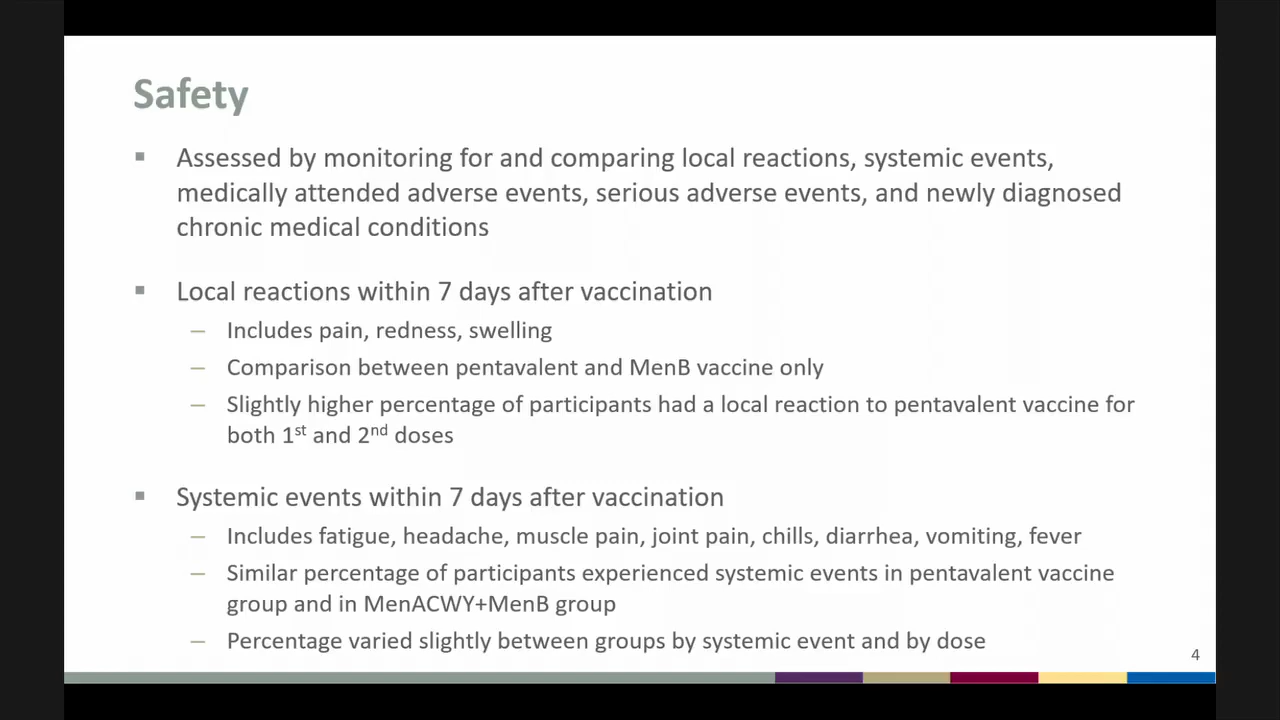 Safety
▪ Assessed by monitoring for and comparing local reactions, systemic events,
medically attended adverse events, serious adverse events, and newly diagnosed
chronic medical conditions
▪ Local reactions within 7 days after vaccination
– Includes pain, redness, swelling
– Comparison between pentavalent and MenB vaccine only
– Slightly higher percentage of participants had a local reaction to pentavalent vaccine for
both 1st and 2nd doses
▪ Systemic events within 7 days after vaccination
– Includes fatigue, headache, muscle pain, joint pain, chills, diarrhea, vomiting, fever
– Similar percentage of participants experienced systemic events in pentavalent vaccine
group and in MenACWY+MenB group
– Percentage varied slightly between groups by systemic event and by dose
4